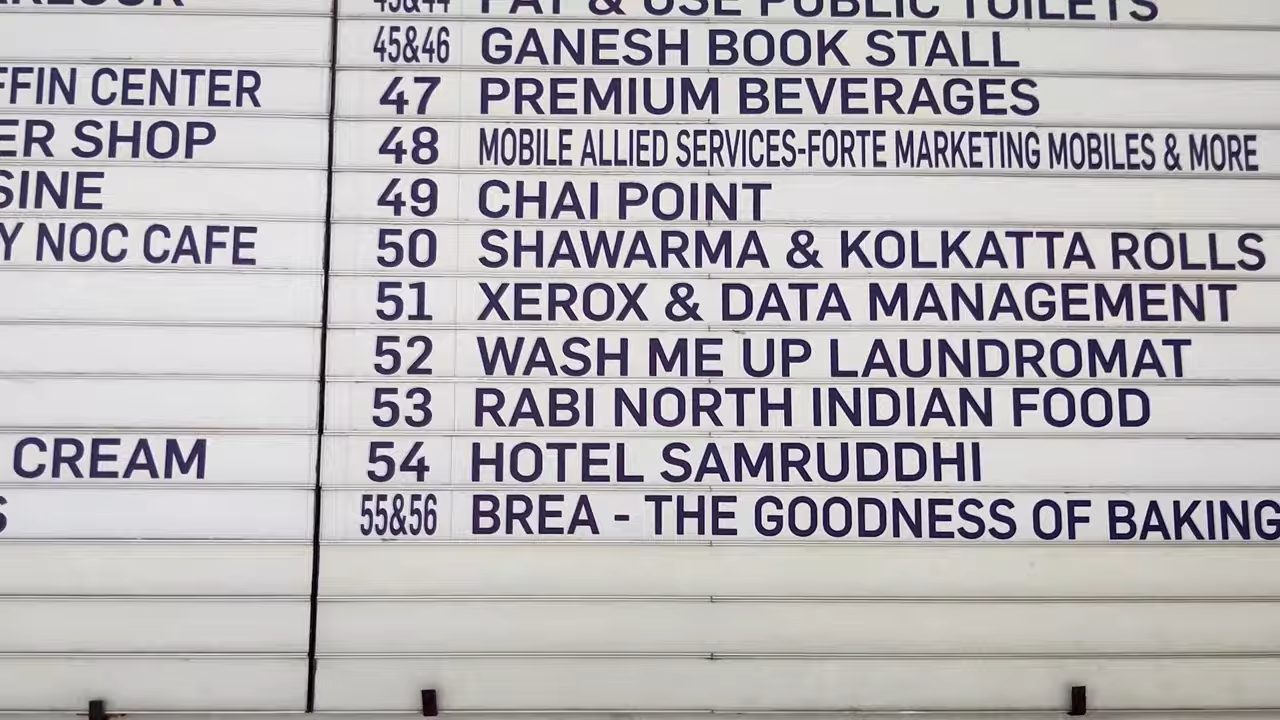 43&44 PAY & USE PUBLIC TOILETS
45&46 GANESH BOOK STALL
FFIN CENTER
47 PREMIUM BEVERAGES
ER SHOP
48 MOBILE ALLIED SERVICES-FORTE MARKETING MOBILES & MORE
SINE
49 CHAI POINT
Y NOC CAFE
50 SHAWARMA & KOLKATTA ROLLS
51 XEROX & DATA MANAGEMENT
52 WASH ME UP LAUNDROMAT
53 RABI NORTH INDIAN FOOD
CREAM
54 HOTEL SAMRUDDHI
S
55&56 BREA - THE GOODNESS OF BAKING